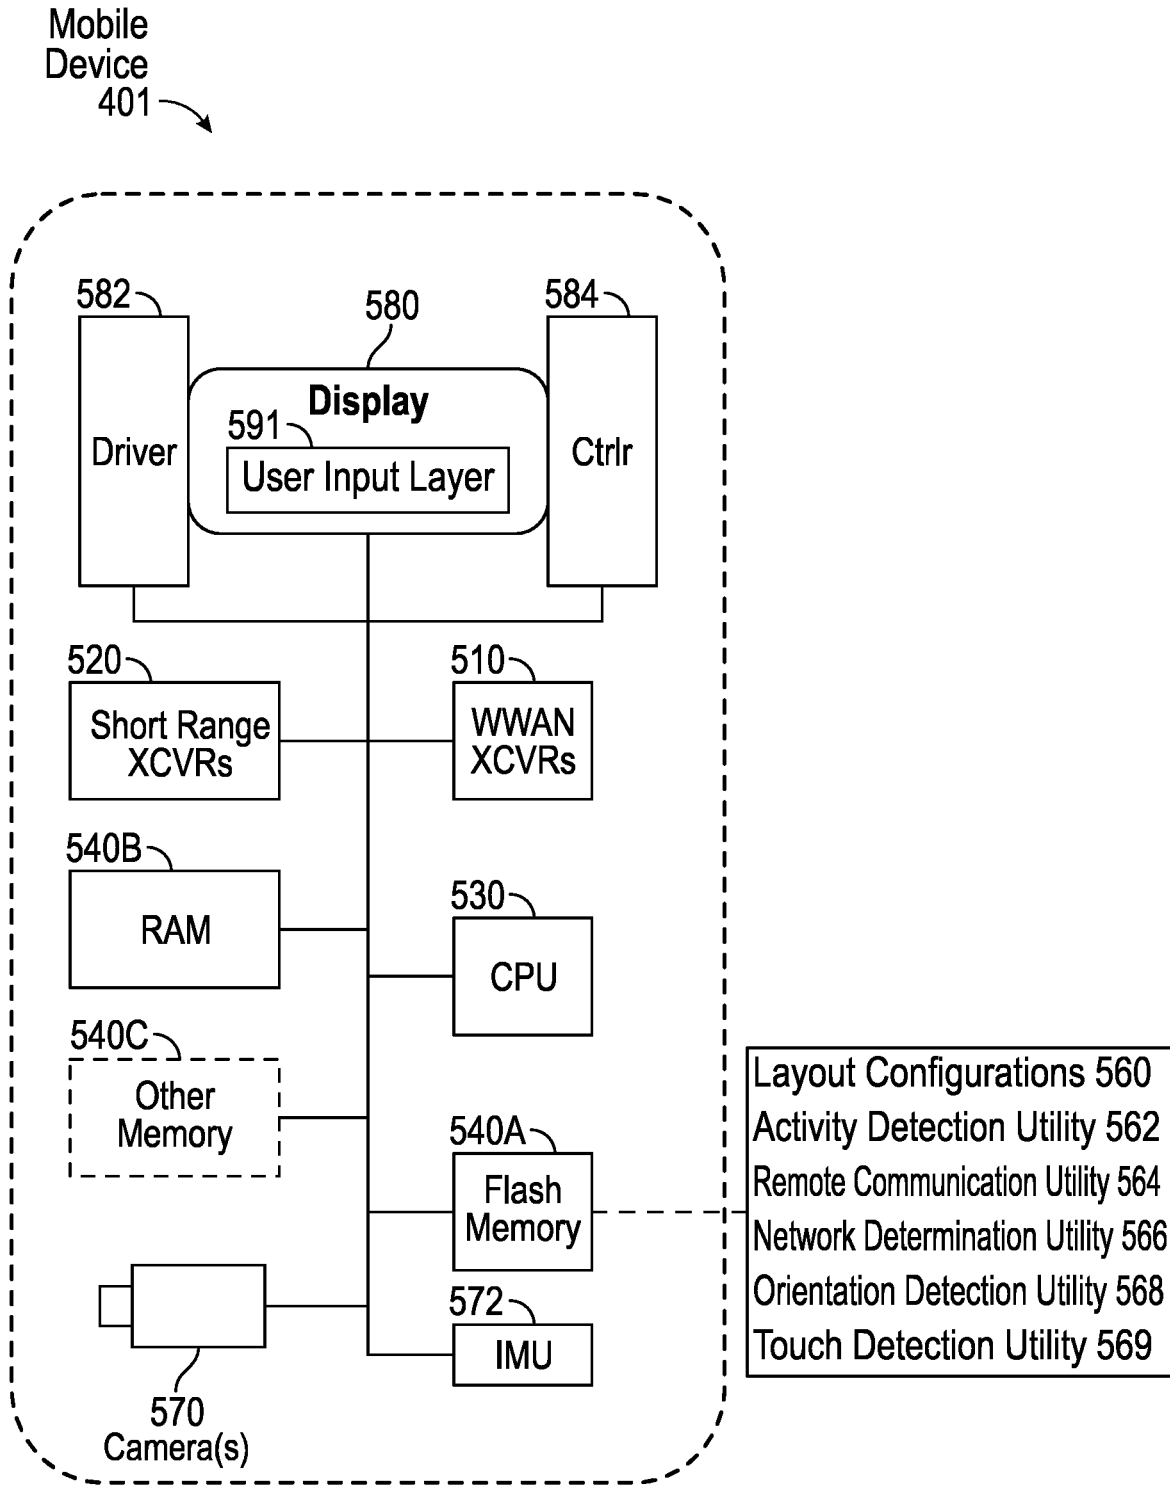 Mobile
Device
401
582
580
584
Display
591
Driver
User Input Layer
Ctrlr
520
510
Short Range
XCVRs
WWAN
XCVRs
540B
530
RAM
CPU
540C
Other
Memory
540A
Flash
Memory
Layout Configurations 560
Activity Detection Utility 562
Remote Communication Utility 564
Network Determination Utility 566
Orientation Detection Utility 568
Touch Detection Utility 569
572
IMU
570
Camera(s)